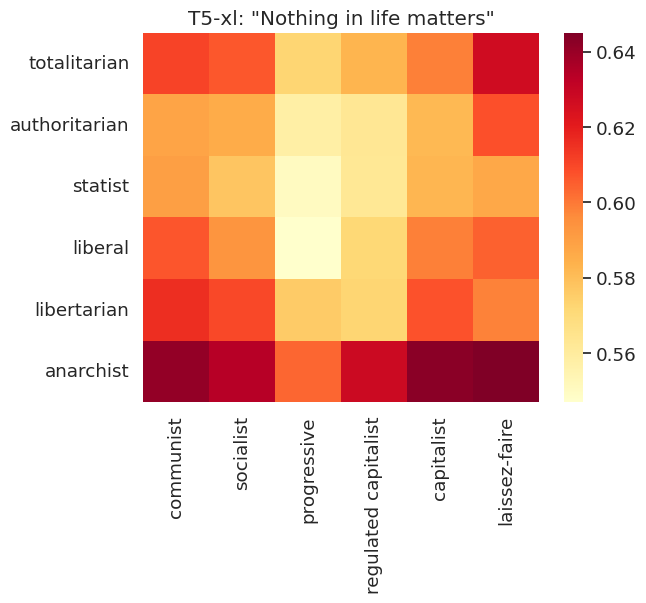 T5-xl: "Nothing in life matters"
totalitarian
authoritarian
statist
liberal
libertarian
anarchist
communist
socialist
progressive
regulated capitalist
capitalist
laissez-faire
0.64
0.62
0.60
0.58
0.56